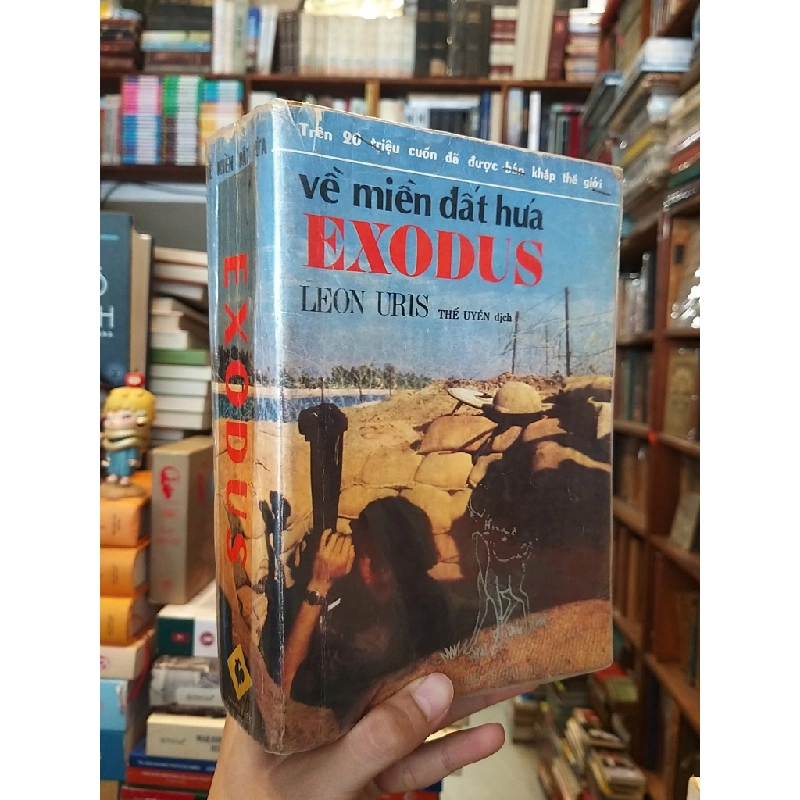 Trên 20 triệu cuốn đã được bán khắp thế giới
về miền đất hứa
EXODUS
LEON URIS THẾ UYÊN dịch
EXODUS